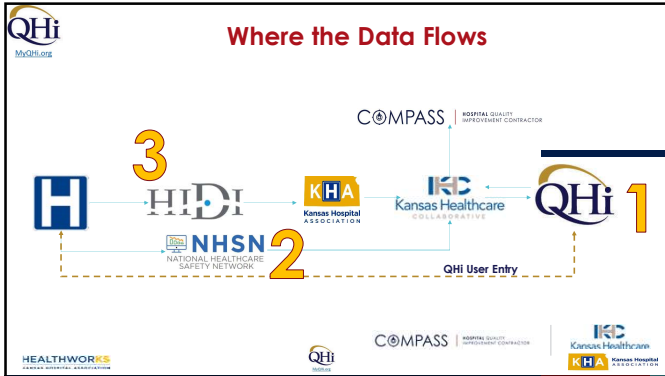 QHi
MyQHi.org
Where the Data Flows
COMPASS
HOSPITAL QUALITY
IMPROVEMENT CONTRACTOR
3
H
HIDI
KHA
Kansas Hospital
ASSOCIATION
KHC
Kansas Healthcare
COLLABORATIVE
QHi
1
NHSN
NATIONAL HEALTHCARE
SAFETY NETWORK
2
QHi User Entry
HEALTHWORKS
KANSAS HOSPITAL ASSOCIATION
QHi
MyQHi.org
COMPASS
HOSPITAL QUALITY
IMPROVEMENT CONTRACTOR
KHC
Kansas Healthcare
KHA Kansas Hospital
ASSOCIATION